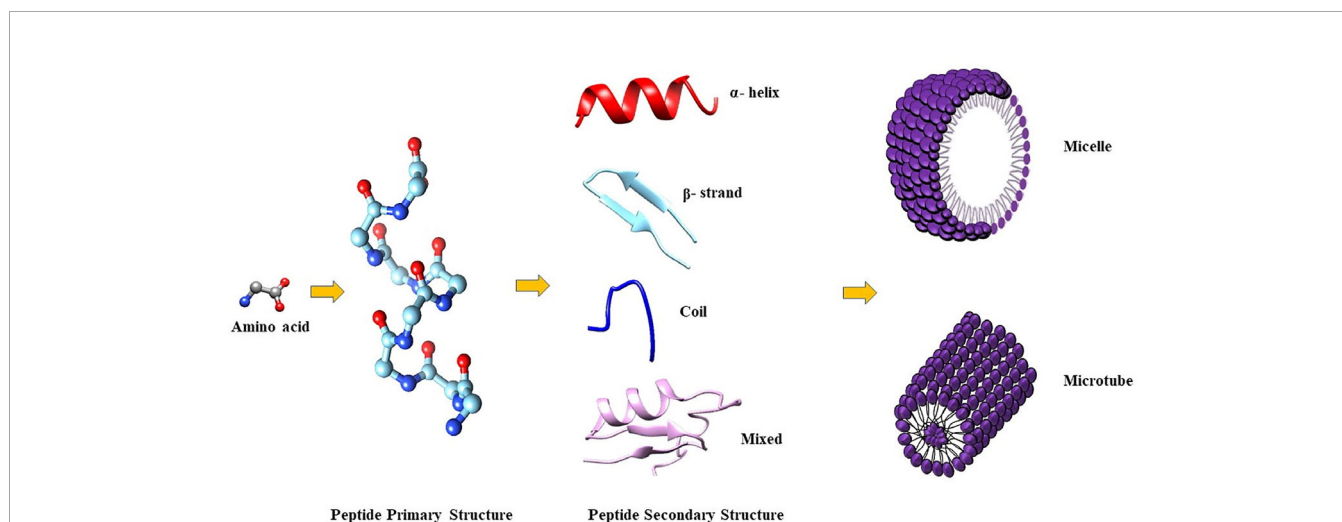 α- helix
β- strand
Coil
Mixed
Micelle
Microtube
Amino acid
Peptide Primary Structure
Peptide Secondary Structure